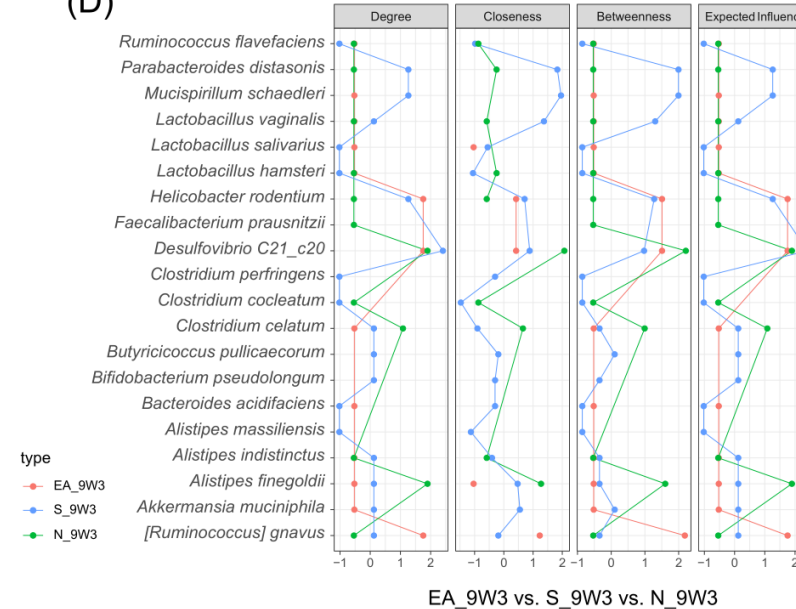 (D)
Degree Closeness Betweenness Expected Influenc
Ruminococcus flavefaciens
Parabacteroides distasonis
Mucispirillum schaedleri
Lactobacillus vaginalis
Lactobacillus salivarius
Lactobacillus hamsteri
Helicobacter rodentium
Faecalibacterium prausnitzii
Desulfovibrio C21_c20
Clostridium perfringens
Clostridium cocleatum
Clostridium celatum
Butyricicoccus pullicaecorum
Bifidobacterium pseudolongum
Bacteroides acidifaciens
Alistipes massiliensis
Alistipes indistinctus
Alistipes finegoldii
Akkermansia muciniphila
[Ruminococcus] gnavus
type
EA_9W3
S_9W3
N_9W3
−1 0 1 2 −1 0 1 2 −1 0 1 2 −1 0 1 2
EA_9W3 vs. S_9W3 vs. N_9W3